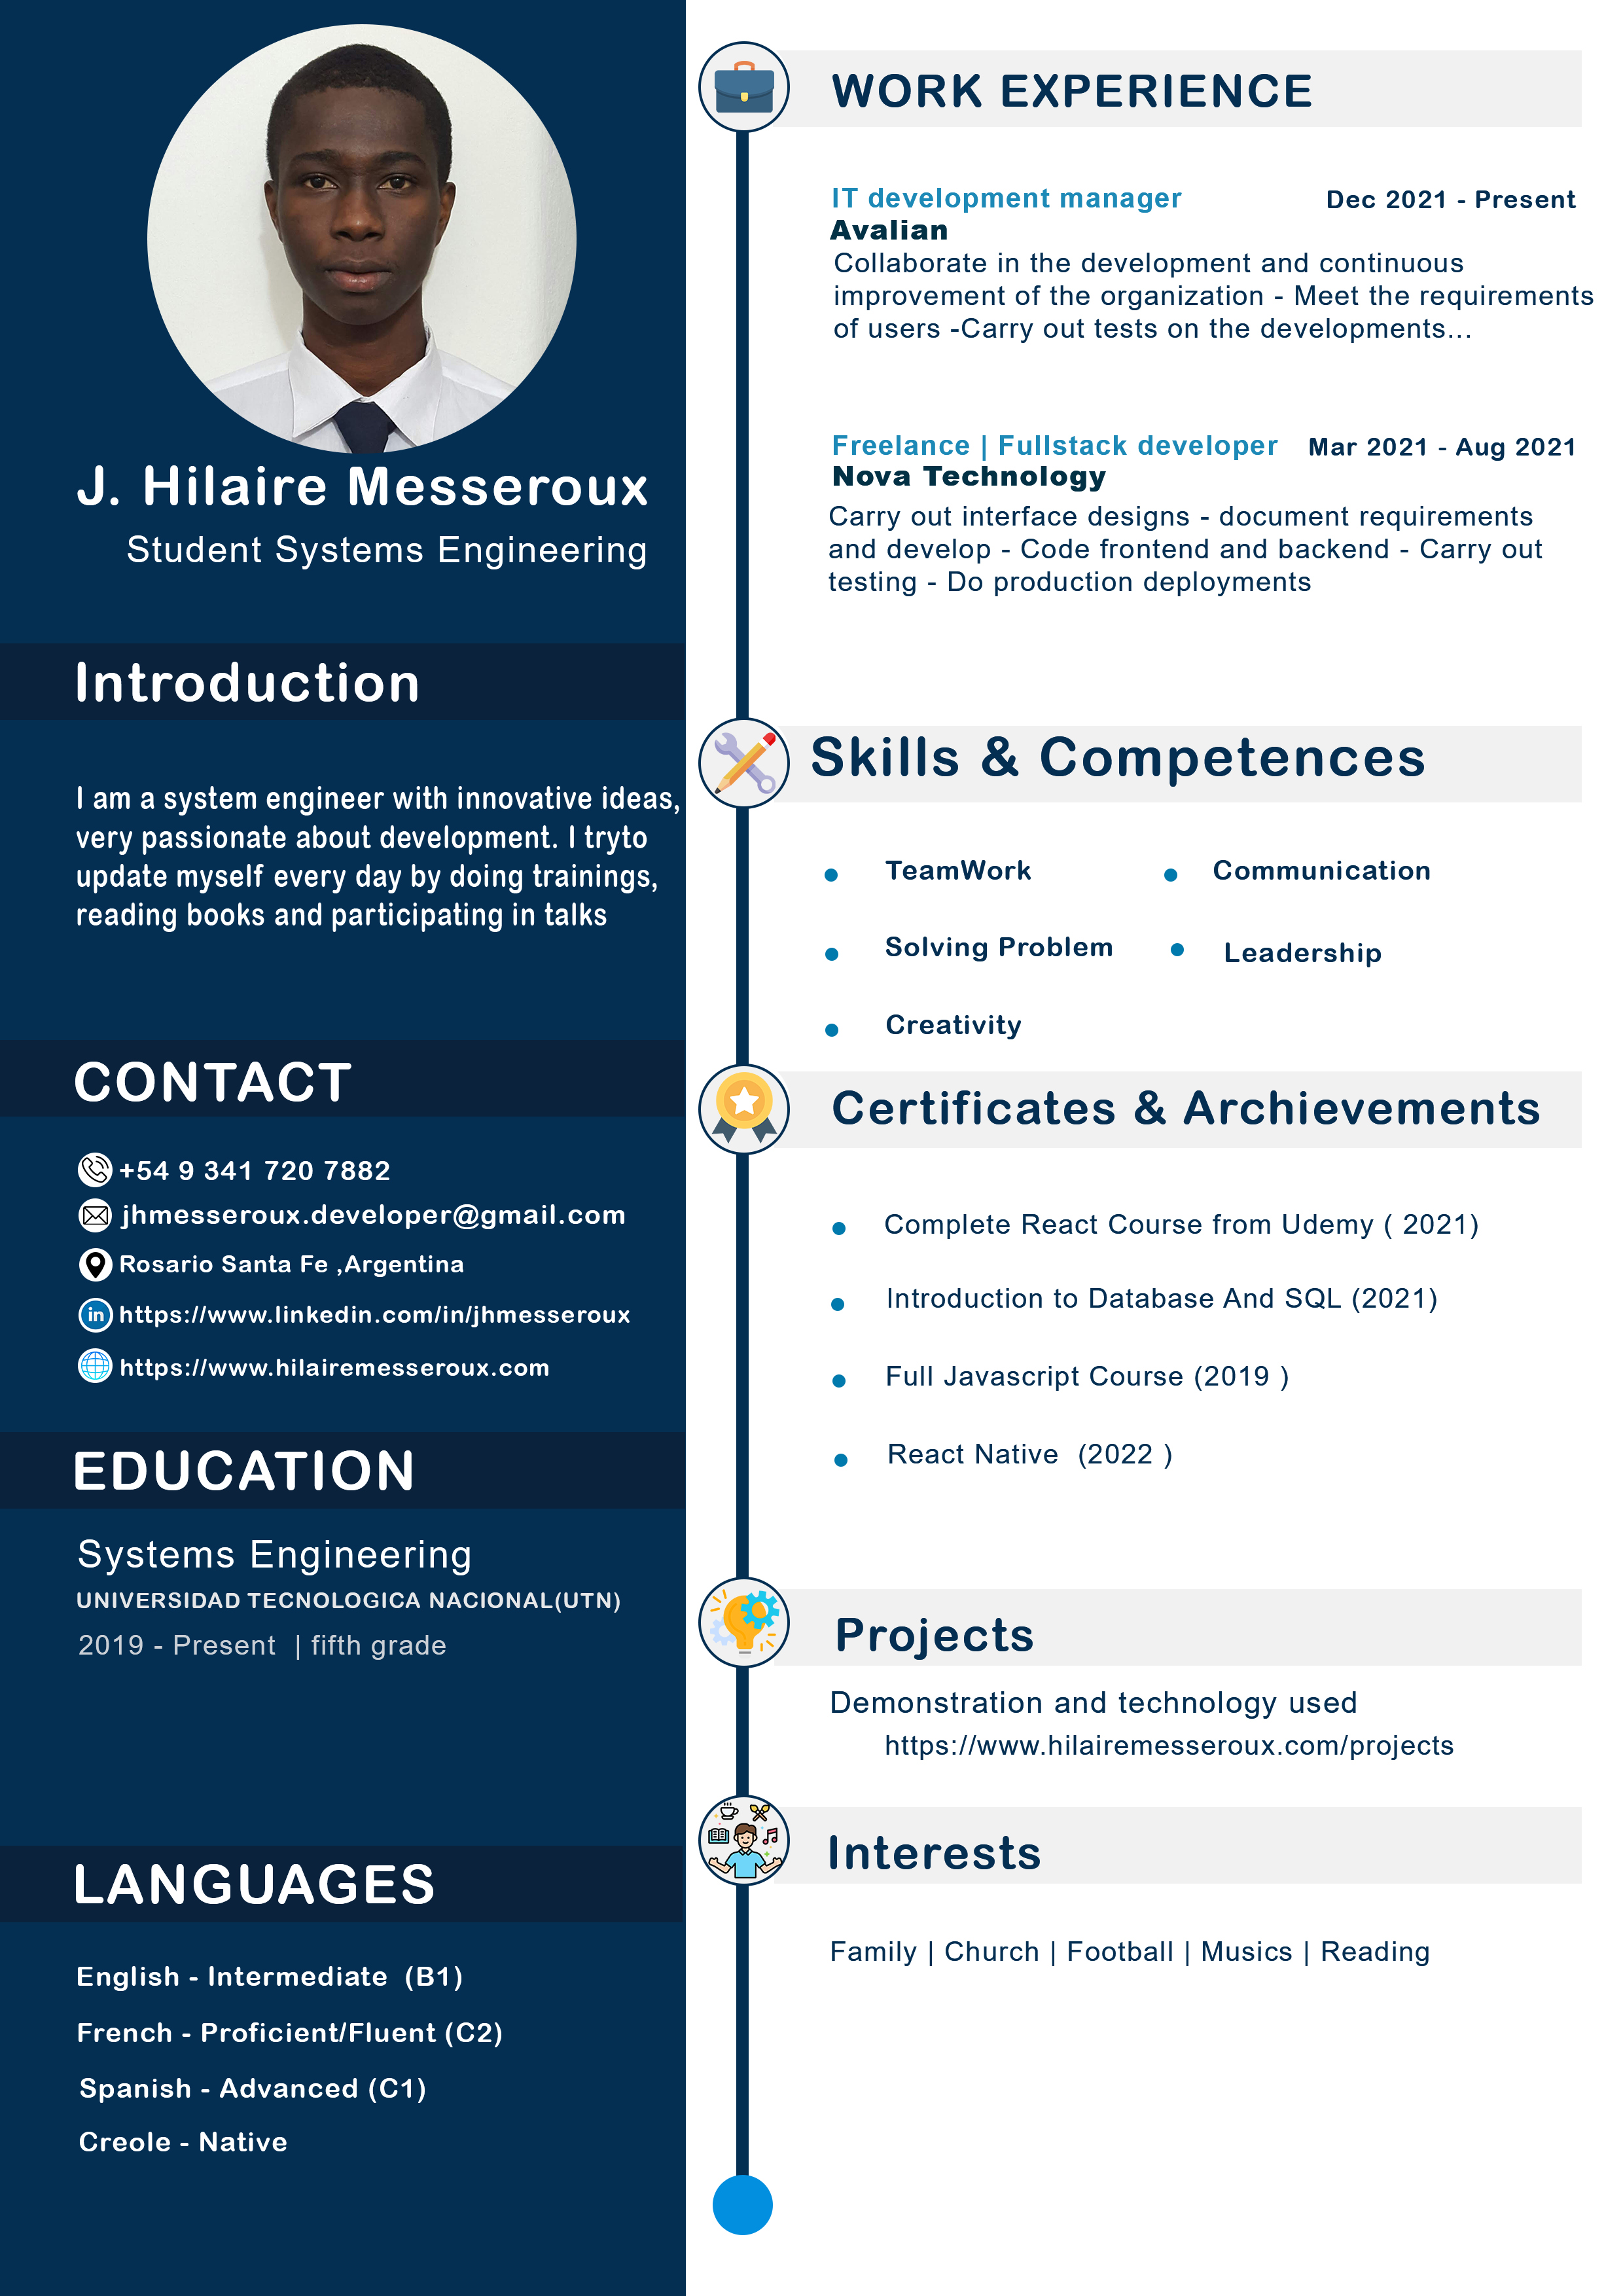 J. Hilaire Messeroux
Student Systems Engineering
Introduction
I am a system engineer with innovative ideas,
very passionate about development. I tryto
update myself every day by doing trainings,
reading books and participating in talks
CONTACT
+54 9 341 720 7882
jhmesseroux.developer@gmail.com
Rosario Santa Fe ,Argentina
in
https://www.linkedin.com/in/jhmesseroux
https://www.hilairemesseroux.com
EDUCATION
Systems Engineering
UNIVERSIDAD TECNOLOGICA NACIONAL(UTN)
2019 - Present | fifth grade
LANGUAGES
English - Intermediate (B1)
French - Proficient/Fluent (C2)
Spanish - Advanced (C1)
Creole - Native
WORK EXPERIENCE
IT development manager Dec 2021 - Present
Avalian
Collaborate in the development and continuous
improvement of the organization - Meet the requirements
of users -Carry out tests on the developments...
Freelance | Fullstack developer Mar 2021 - Aug 2021
Nova Technology
Carry out interface designs - document requirements
and develop - Code frontend and backend - Carry out
testing - Do production deployments
Skills & Competences
TeamWork Communication
Solving Problem Leadership
Creativity
Certificates & Archievements
Complete React Course from Udemy ( 2021)
Introduction to Database And SQL (2021)
Full Javascript Course (2019 )
React Native (2022 )
Projects
Demonstration and technology used
https://www.hilairemesseroux.com/projects
Interests
Family | Church | Football | Musics | Reading